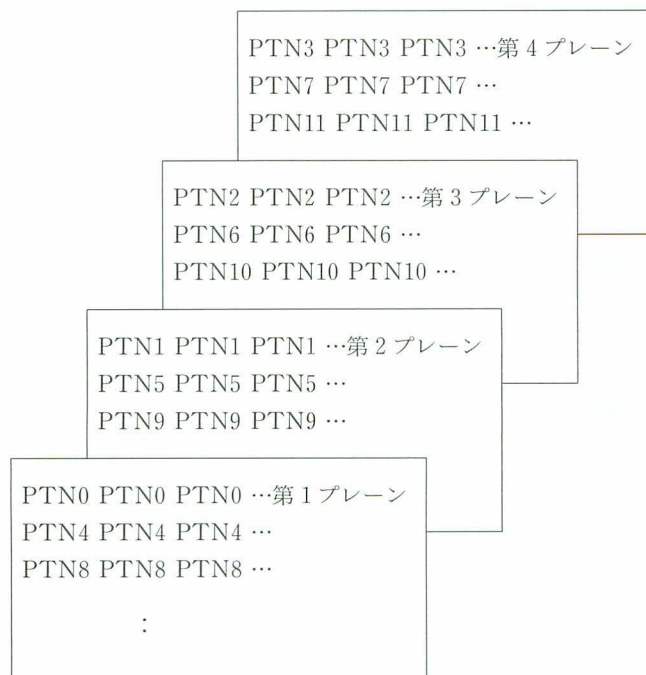 PTN3 PTN3 PTN3 …第4プレーン
PTN7 PTN7 PTN7 …
PTN11 PTN11 PTN11 …
PTN2 PTN2 PTN2 …第3プレーン
PTN6 PTN6 PTN6 …
PTN10 PTN10 PTN10 …
PTN1 PTN1 PTN1 …第2プレーン
PTN5 PTN5 PTN5 …
PTN9 PTN9 PTN9 …
PTN0 PTN0 PTN0 …第1プレーン
PTN4 PTN4 PTN4 …
PTN8 PTN8 PTN8 …
: